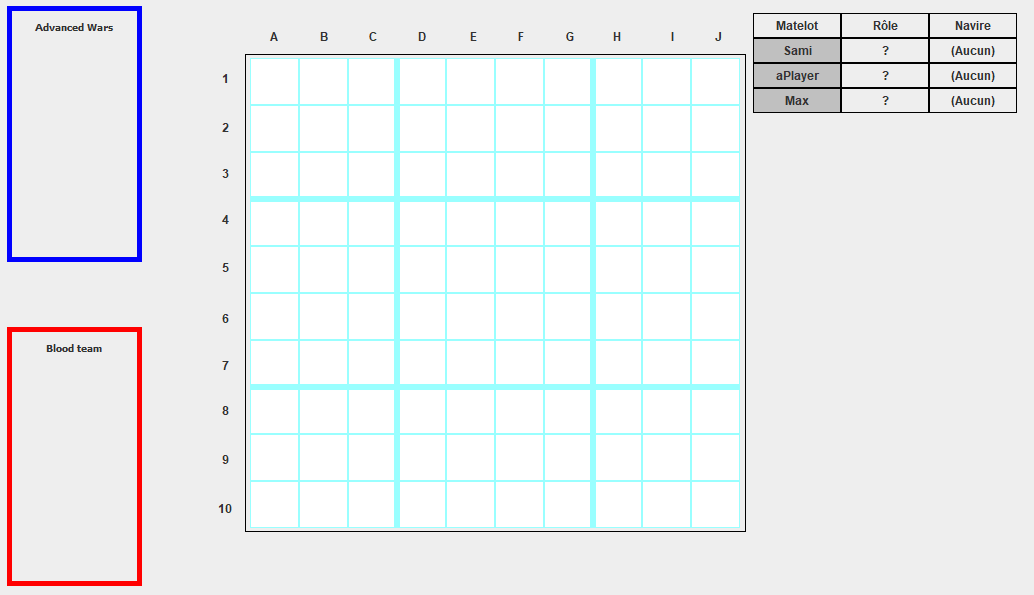 Advanced Wars
Blood team
A B C D E F G H I J
1
2
3
4
5
6
7
8
9
10
Matelot Rôle Navire
Sami ? (Aucun)
aPlayer ? (Aucun)
Max ? (Aucun)